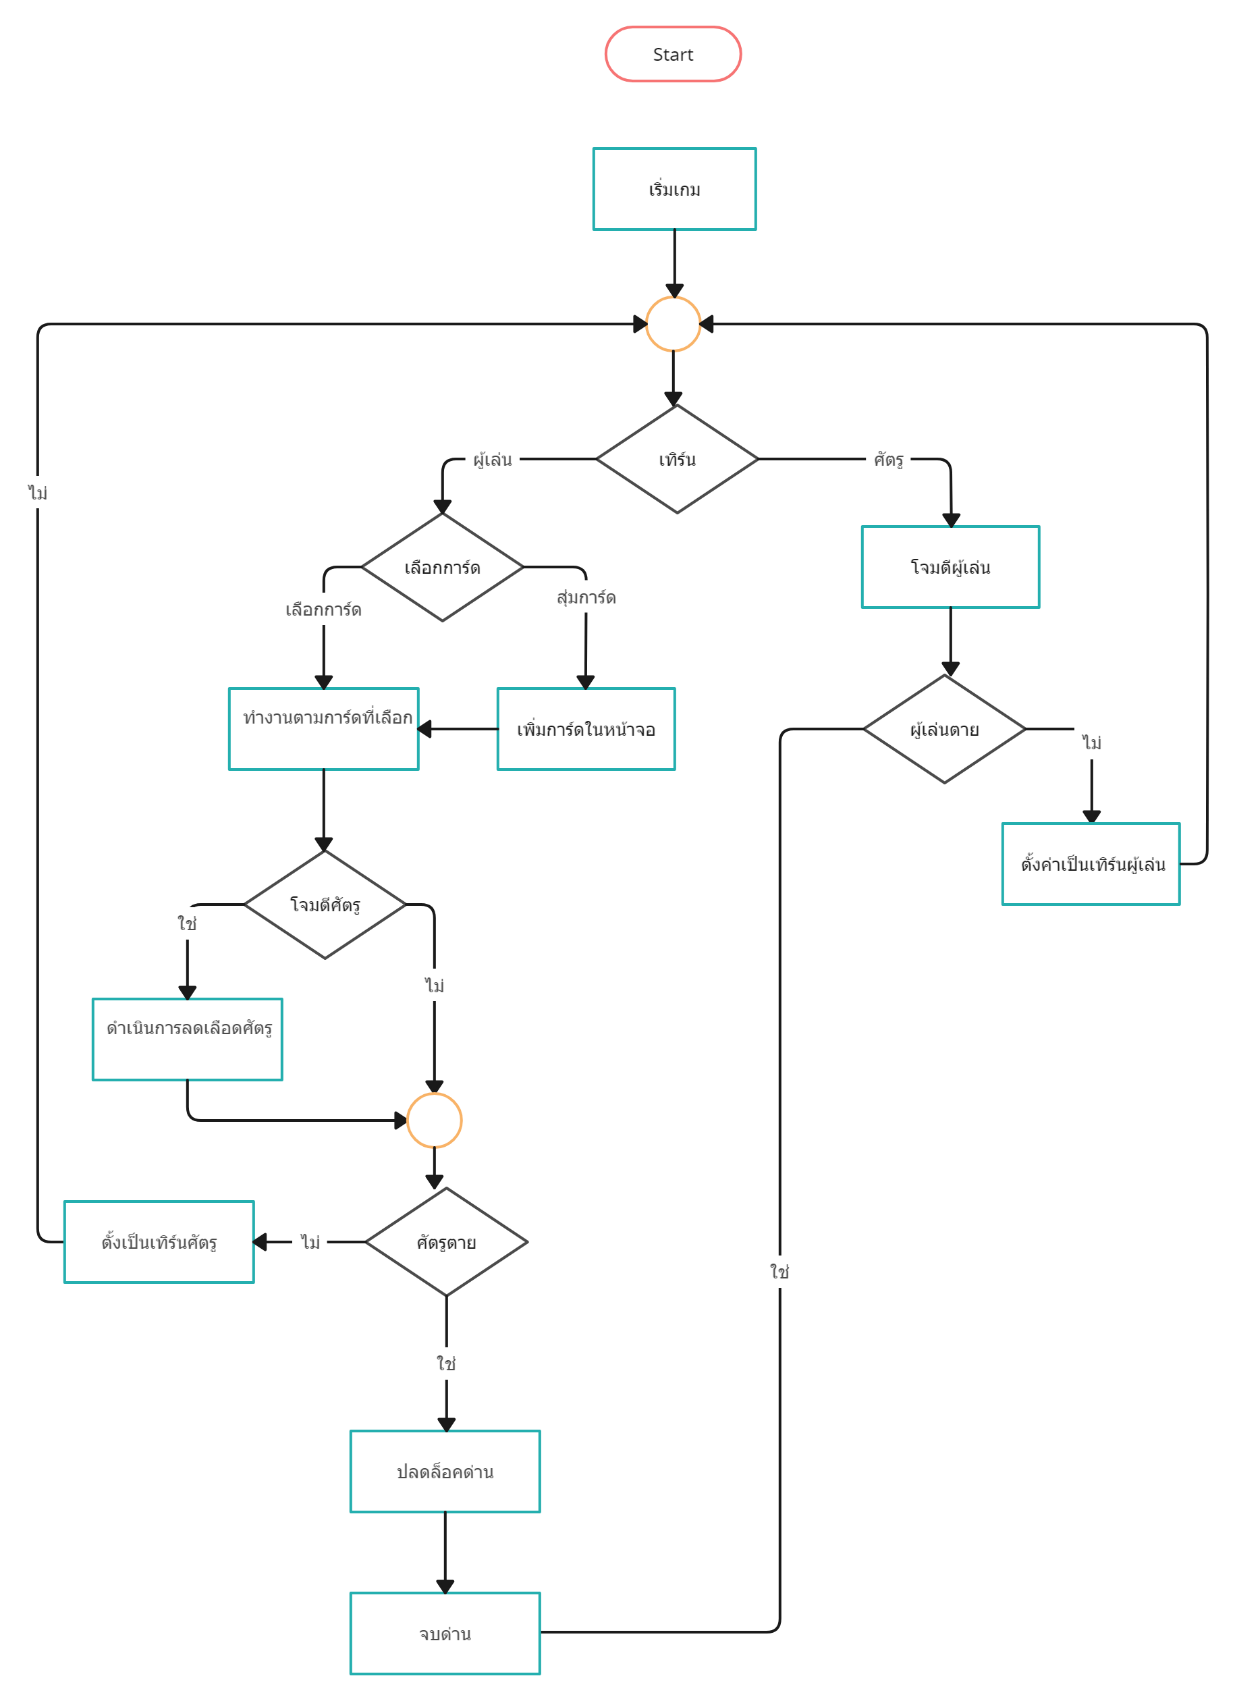 Start
เริ่มเกม
เทิร์น
ผู้เล่น
ศัตรู
ไม่
เลือกการ์ด
โจมตีผู้เล่น
เลือกการ์ด
สุ่มการ์ด
ทำงานตามการ์ดที่เลือก
เพิ่มการ์ดในหน้าจอ
ผู้เล่นตาย
ไม่
ตั้งค่าเป็นเทิร์นผู้เล่น
โจมตีศัตรู
ใช่
ไม่
ดำเนินการลดเลือดศัตรู
ตั้งเป็นเทิร์นศัตรู
ไม่
ศัตรูตาย
ใช่
ใช่
ปลดล็อคด่าน
จบด่าน